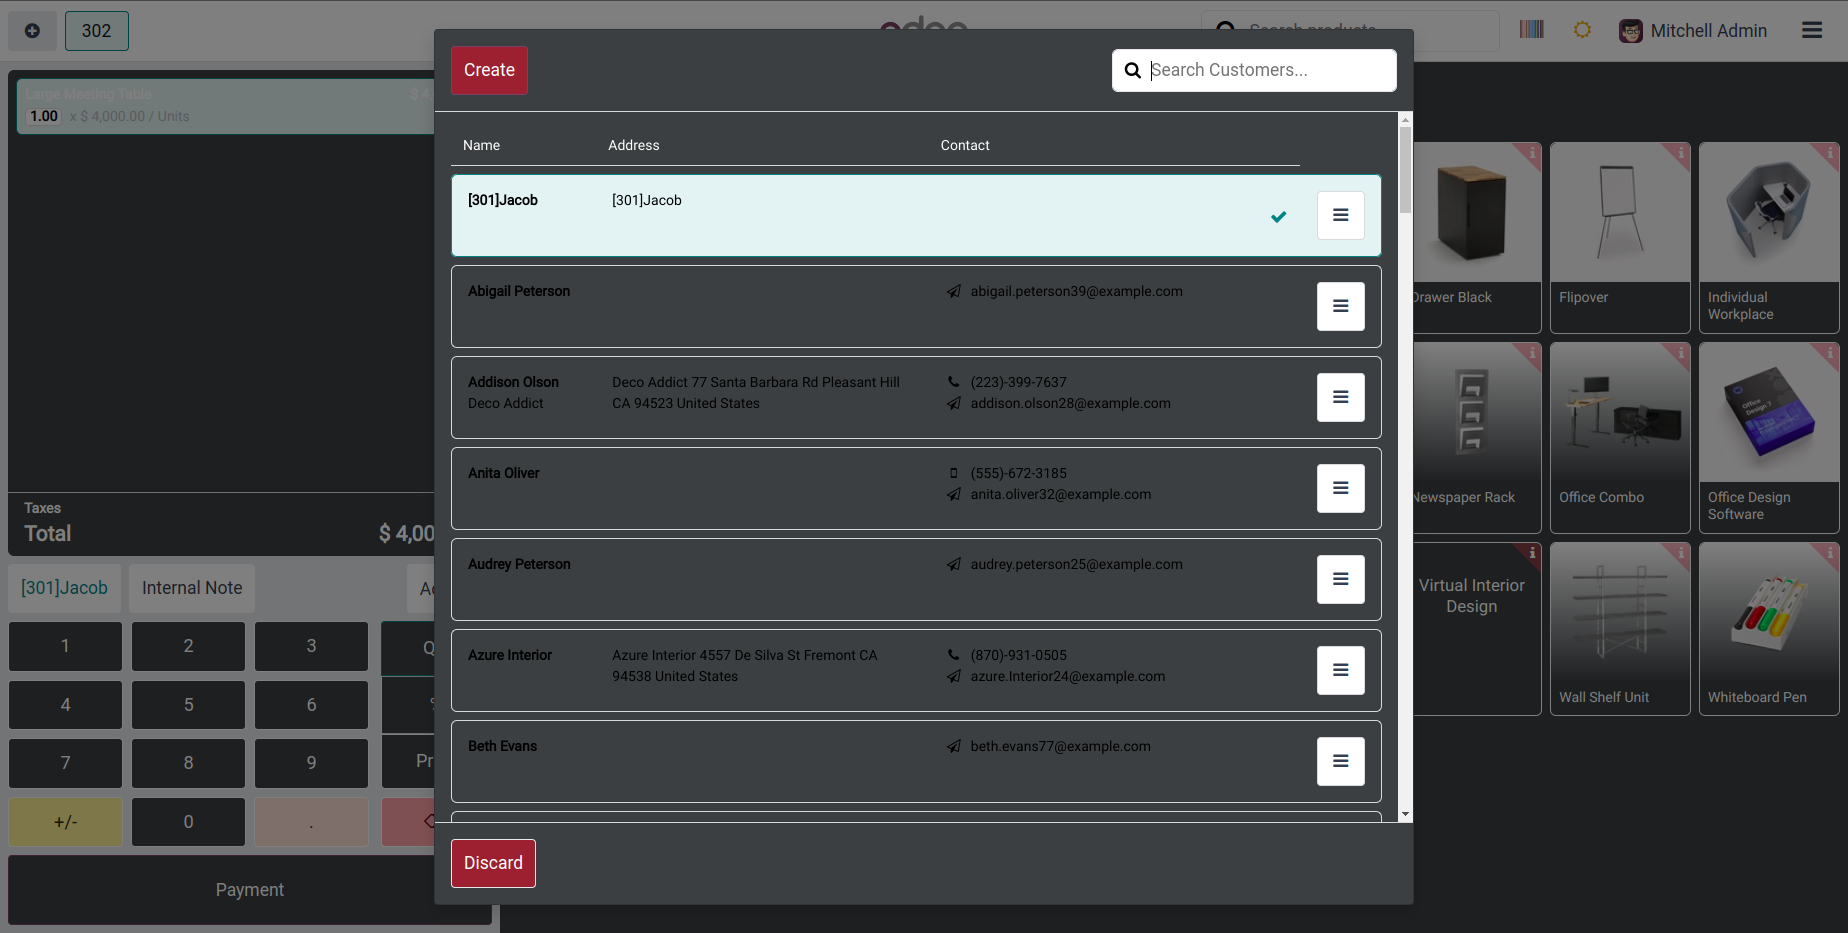 302
Search products...
Mitchell Admin
Large Meeting Table
$ 4,
1.00 x $ 4,000.00 / Units
Taxes
Total
$ 4,00
[301]Jacob
Internal Note
1
2
3
4
5
6
7
8
9
+/-
0
.
Payment
Create
Search Customers...
Name
Address
Contact
[301]Jacob
[301]Jacob
Abigail Peterson
abigail.peterson39@example.com
Addison Olson
Deco Addict
Deco Addict 77 Santa Barbara Rd Pleasant Hill
CA 94523 United States
(223)-399-7637
addison.olson28@example.com
Anita Oliver
(555)-672-3185
anita.oliver32@example.com
Audrey Peterson
audrey.peterson25@example.com
Azure Interior
Azure Interior 4557 De Silva St Fremont CA
94538 United States
(870)-931-0505
azure.Interior24@example.com
Beth Evans
beth.evans77@example.com
Discard
Drawer Black
Flipover
Individual
Workplace
Newspaper Rack
Office Combo
Office
Design 7
Office Design
Software
Virtual Interior
Design
Wall Shelf Unit
Whiteboard Pen